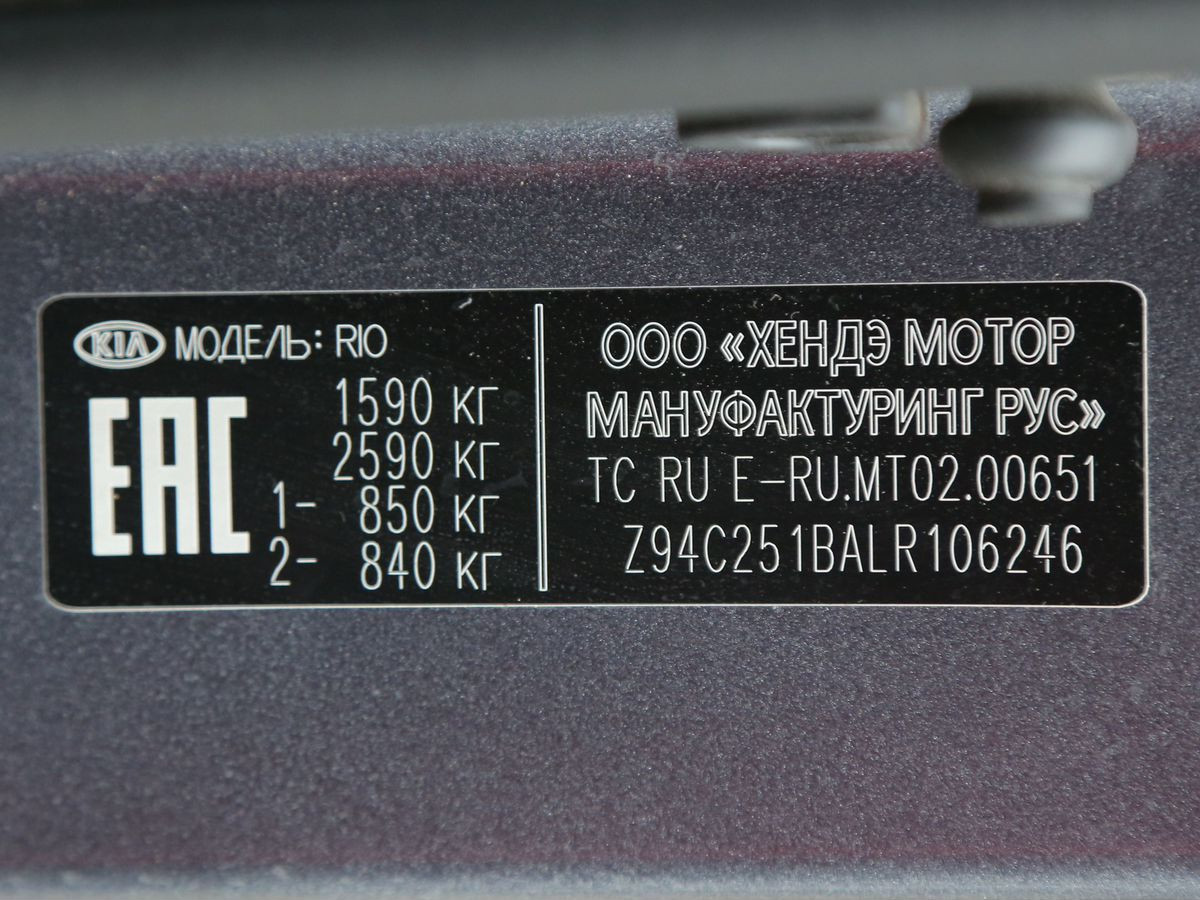 KIA МОДЕЛЬ: RIO
EAC
1590 КГ
2590 КГ
1- 850 КГ
2- 840 КГ
ООО «ХЕНДЭ МОТОР
МАНУФАКТУРИНГ РУС»
ТС RU E-RU.MT02.00651
Z94C251BALR106246